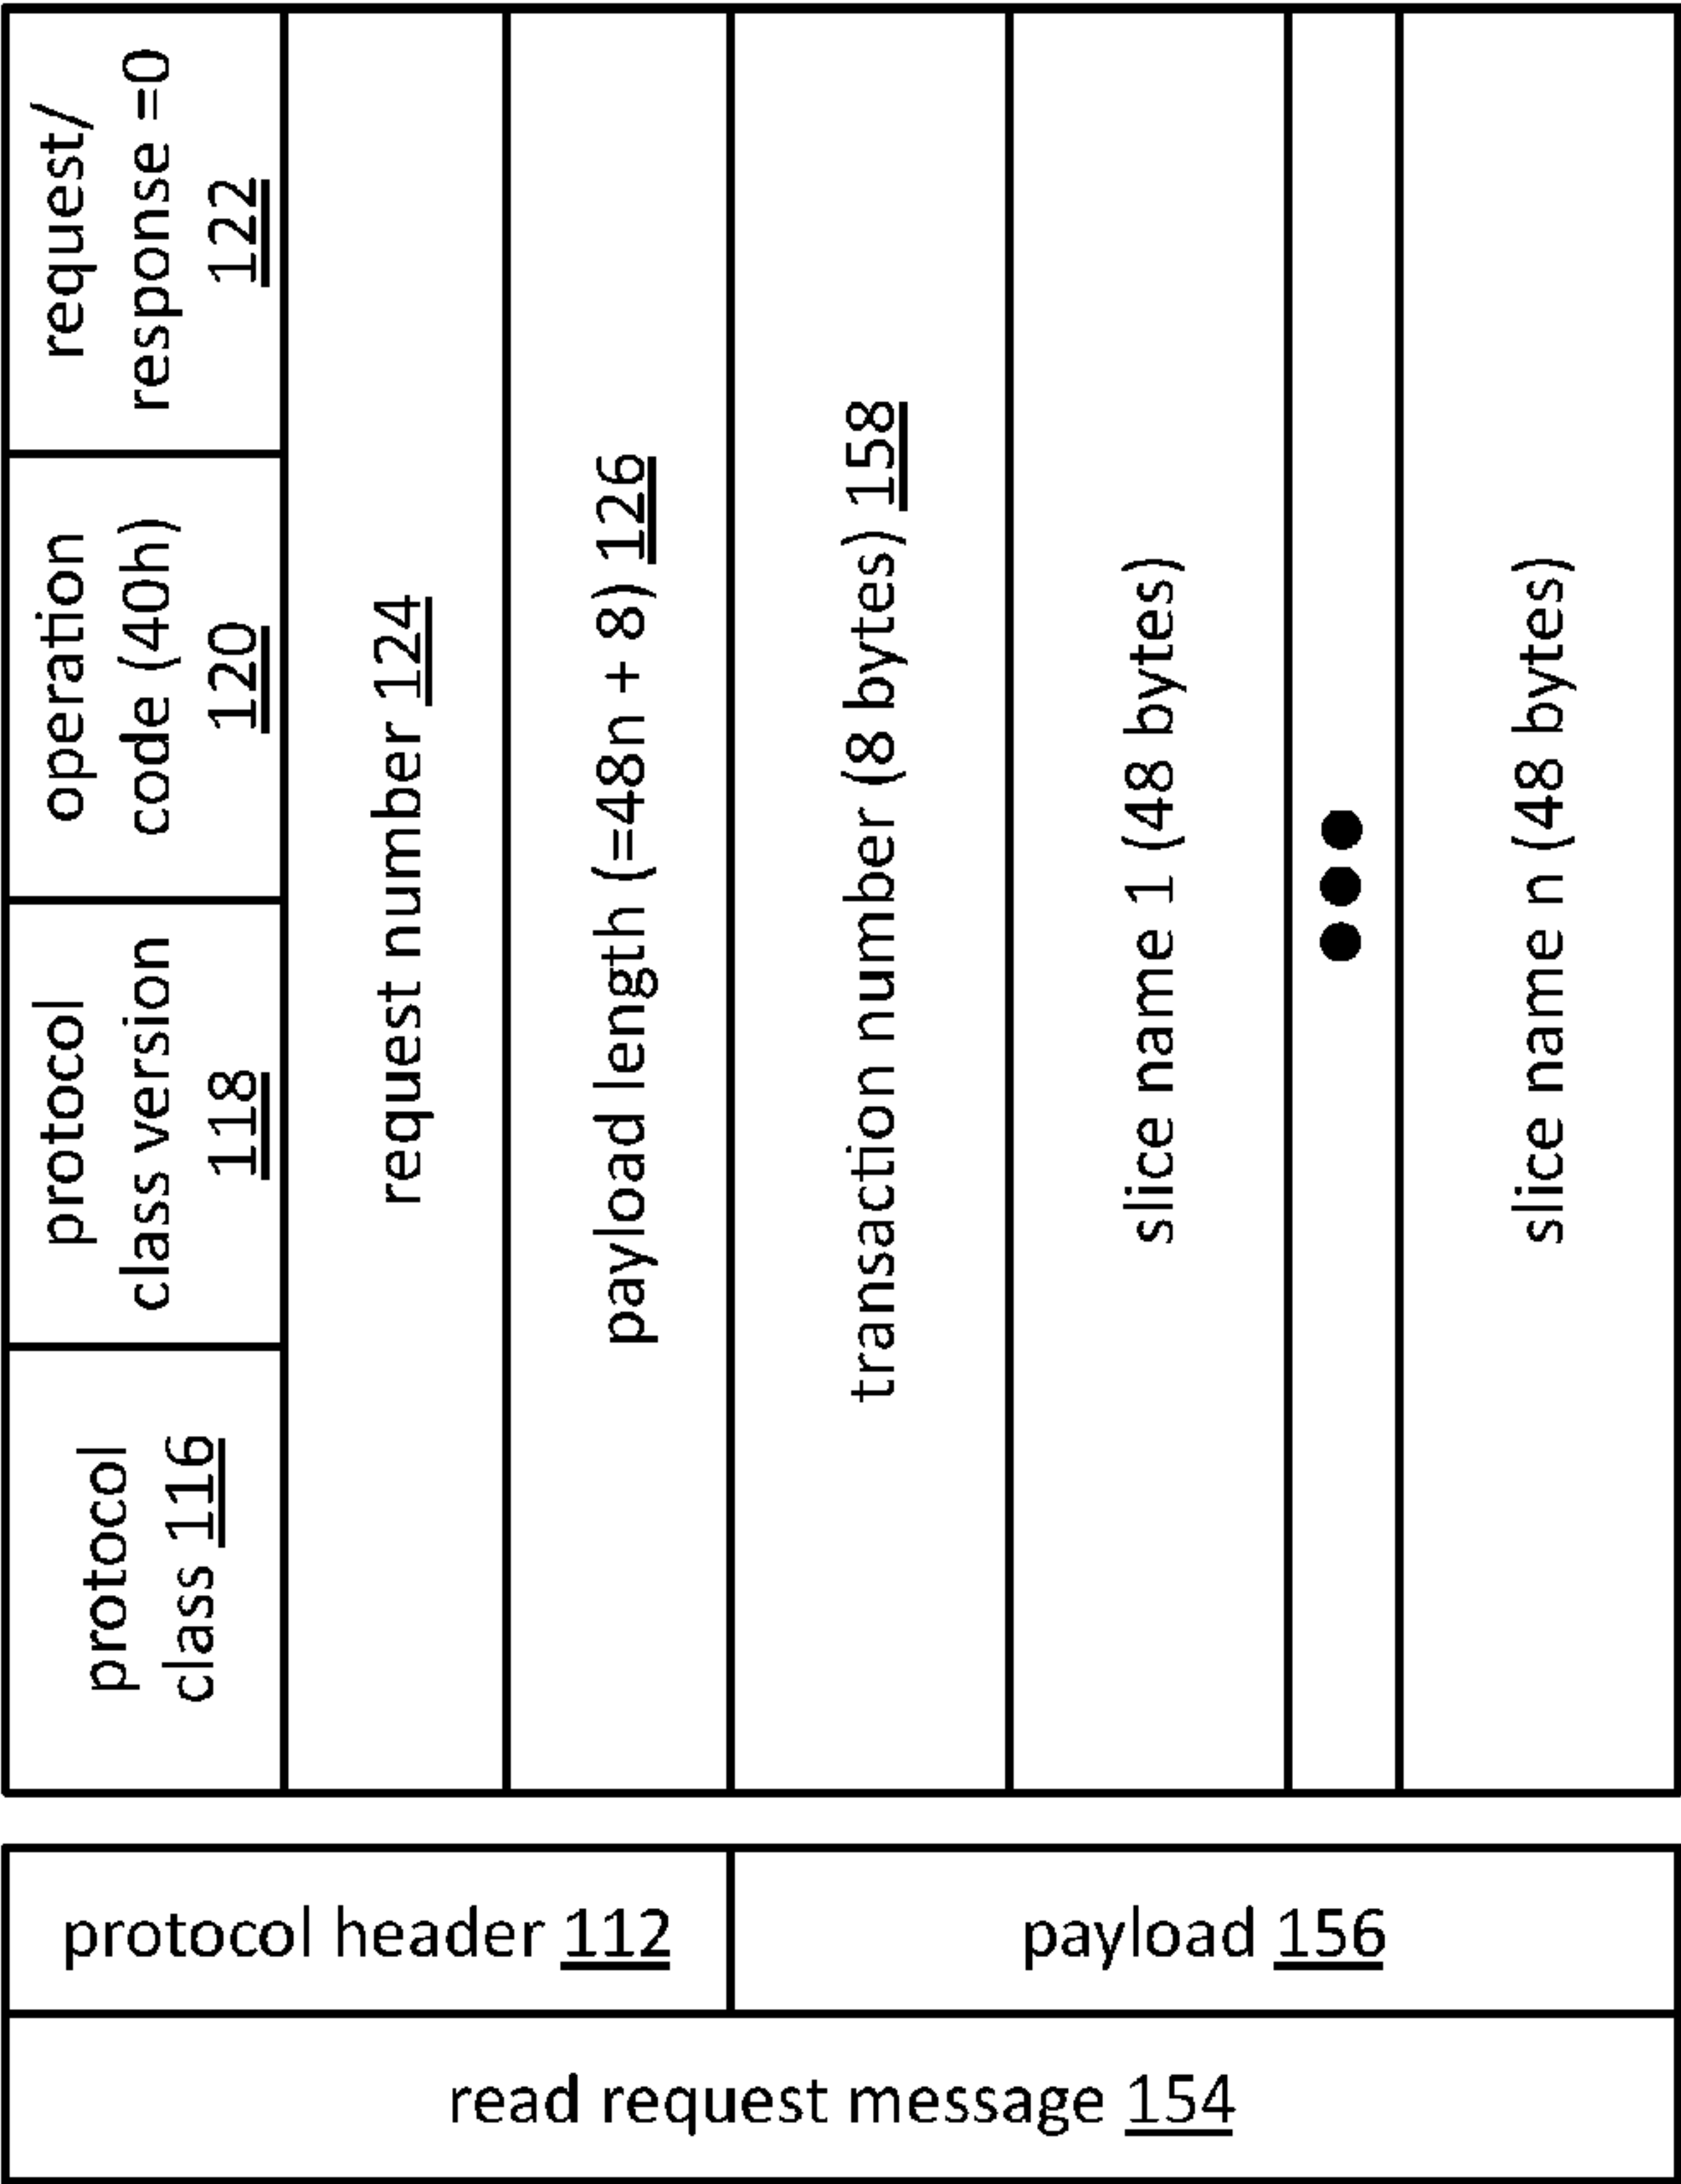 protocol
class 116
protocol
class version
118
operation
code (40h)
120
request/
response =0
122
request number 124
payload length (=48n + 8) 126
transaction number (8 bytes) 158
slice name 1 (48 bytes)
slice name n (48 bytes)
protocol header 112
payload 156
read request message 154